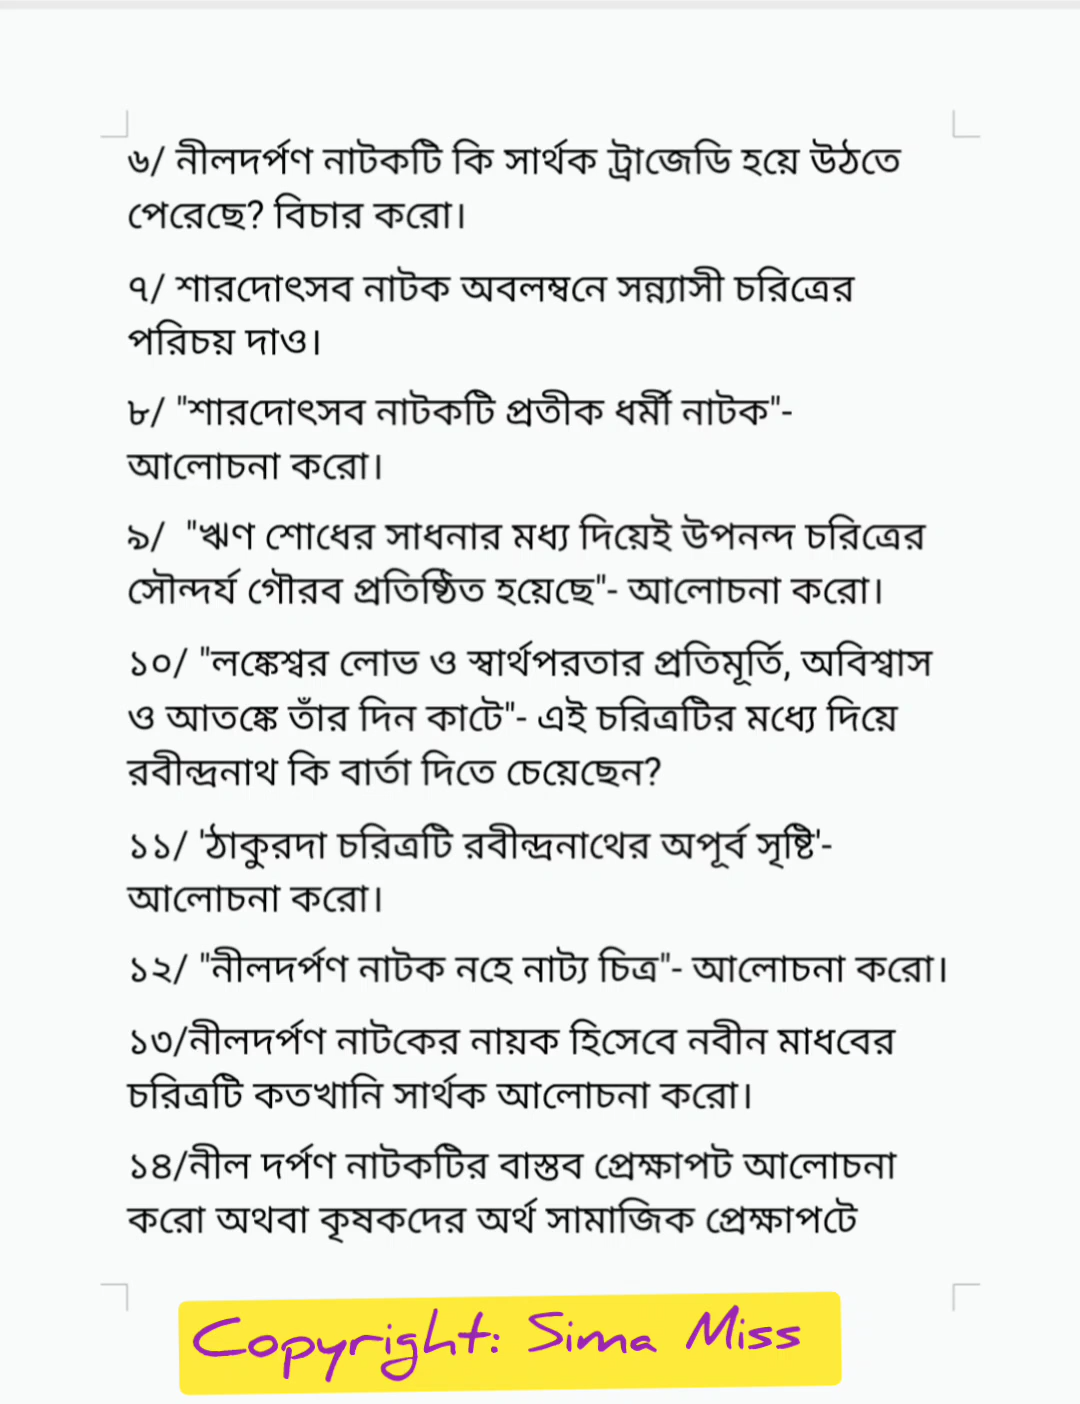 ৬/ নীলদর্পণ নাটকটি কি সার্থক ট্রাজেডি হয়ে উঠতে
পেরেছে? বিচার করো।
৭/ শারদোৎসব নাটক অবলম্বনে সন্ন্যাসী চরিত্রের
পরিচয় দাও।
৮/ "শারদোৎসব নাটকটি প্রতীক ধর্মী নাটক"-
আলোচনা করো।
৯/  "ঋণ শোধের সাধনার মধ্য দিয়েই উপনন্দ চরিত্রের
সৌন্দর্য গৌরব প্রতিষ্ঠিত হয়েছে"- আলোচনা করো।
১০/ "লঙ্কেশ্বর লোভ ও স্বার্থপরতার প্রতিমূর্তি, অবিশ্বাস
ও আতঙ্কে তাঁর দিন কাটে"- এই চরিত্রটির মধ্যে দিয়ে
রবীন্দ্রনাথ কি বার্তা দিতে চেয়েছেন?
১১/ 'ঠাকুরদা চরিত্রটি রবীন্দ্রনাথের অপূর্ব সৃষ্টি'-
আলোচনা করো।
১২/ "নীলদর্পণ নাটক নহে নাট্য চিত্র"- আলোচনা করো।
১৩/নীলদর্পণ নাটকের নায়ক হিসেবে নবীন মাধবের
চরিত্রটি কতখানি সার্থক আলোচনা করো।
১৪/নীল দর্পণ নাটকটির বাস্তব প্রেক্ষাপট আলোচনা
করো অথবা কৃষকদের অর্থ সামাজিক প্রেক্ষাপটে
Copyright: Sima Miss